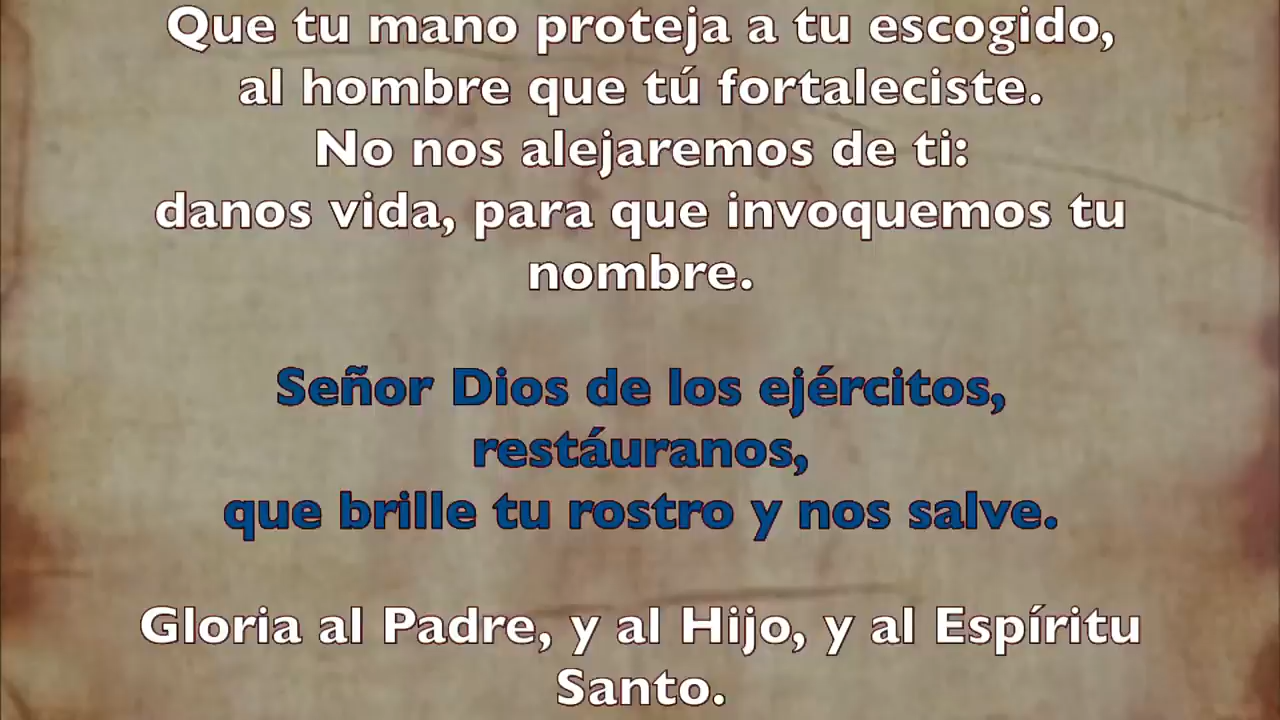 Que tu mano proteja a tu escogido,
al hombre que tú fortaleciste.
No nos alejaremos de ti:
danos vida, para que invoquemos tu
nombre.
Señor Dios de los ejércitos,
restáuranos,
que brille tu rostro y nos salve.
Gloria al Padre, y al Hijo, y al Espíritu
Santo.